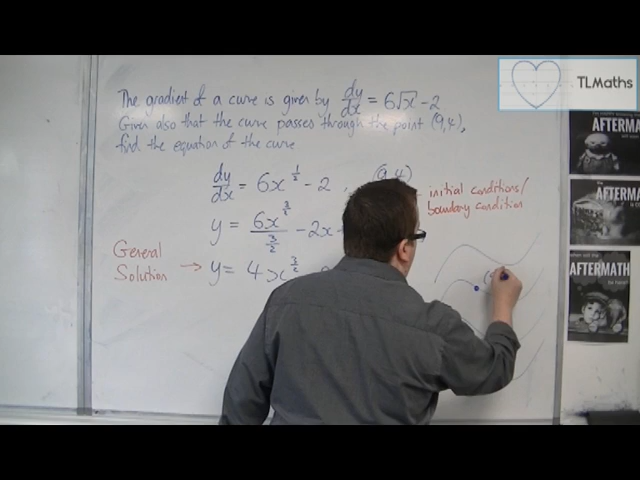 The gradient of a curve is given by dy/dx = 6√x - 2
Given also that the curve passes through the point (9,4),
find the equation of the curve
dy/dx = 6x^(1/2) - 2 , (9,4)
initial conditions/
boundary condition
y = 6x^(3/2)/(3/2) - 2x
General
Solution → y = 4x^(3/2)
TLMaths
AFTERMATH
AFTERMATH
AFTERMATH